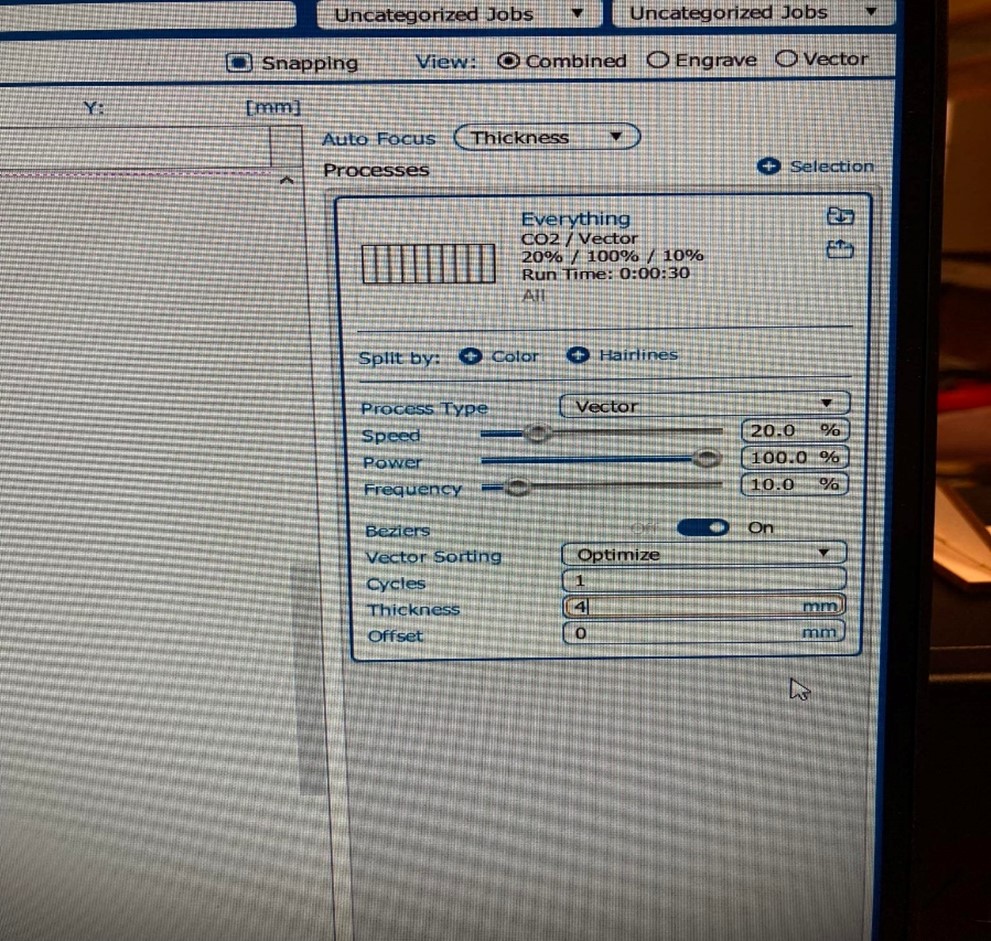 Uncategorized Jobs Uncategorized Jobs
Snapping View: Combined Engrave Vector
Y: [mm]
Auto Focus Thickness
Processes Selection
Everything
CO2 / Vector
20% / 100% / 10%
Run Time: 0:00:30
All
Split by: Color Hairlines
Process Type Vector
Speed 20.0 %
Power 100.0 %
Frequency 10.0 %
Beziers Off On
Vector Sorting Optimize
Cycles 1
Thickness 4 mm
Offset 0 mm